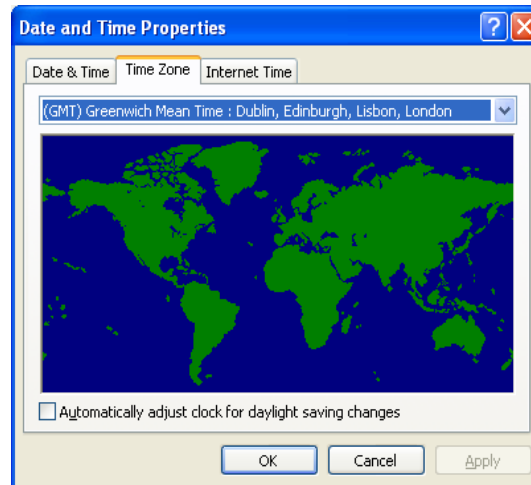 Date and Time Properties
Date & Time Time Zone Internet Time
(GMT) Greenwich Mean Time : Dublin, Edinburgh, Lisbon, London
Automatically adjust clock for daylight saving changes
OK Cancel Apply